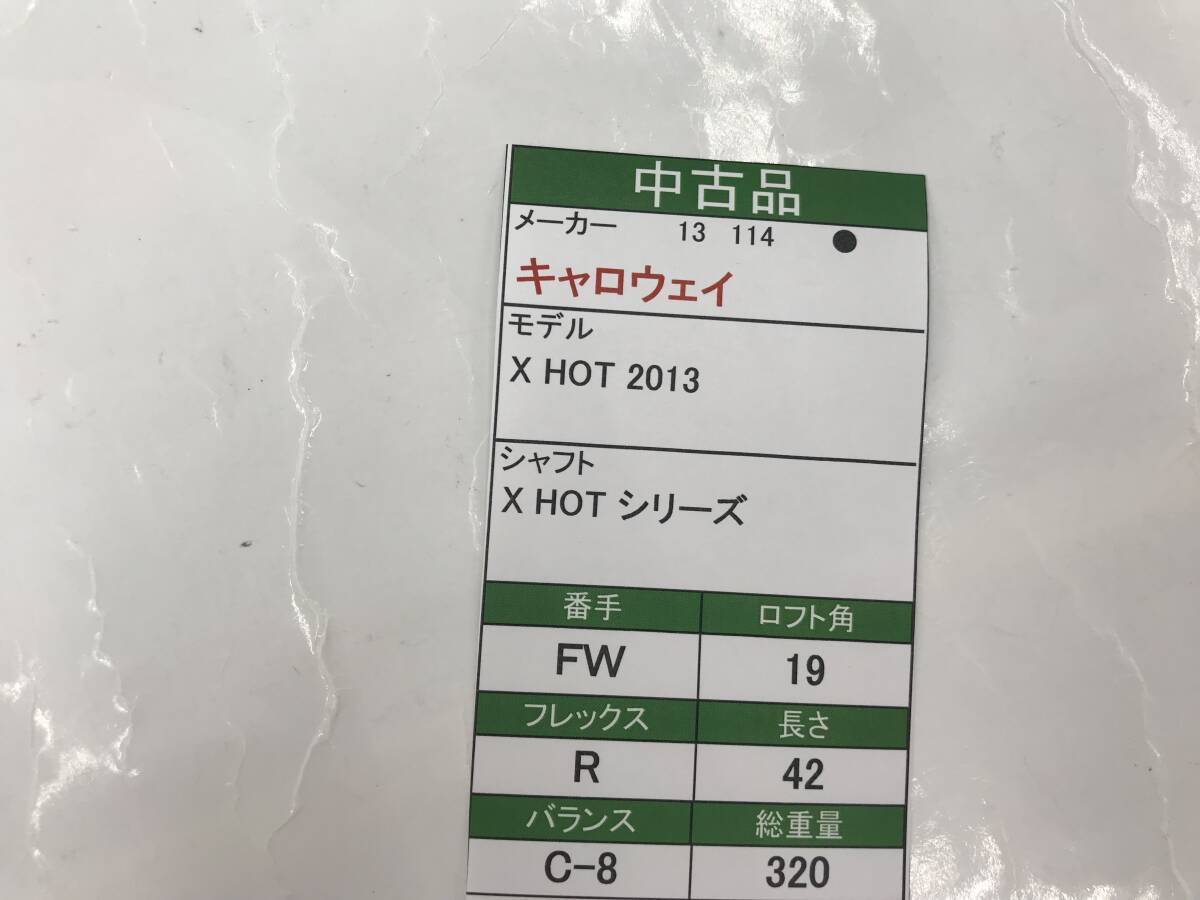 中古品
メーカー 13 114 ●
キャロウェイ
モデル
X HOT 2013
シャフト
X HOT シリーズ
番手 ロフト角
FW 19
フレックス 長さ
R 42
バランス 総重量
C-8 320